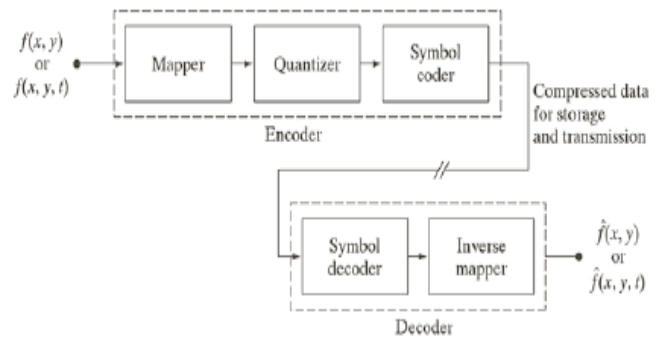 f(x, y)
or
f(x, y, t)
Mapper
Quantizer
Symbol
coder
Encoder
Compressed data
for storage
and transmission
Symbol
decoder
Inverse
mapper
Decoder
f̂(x, y)
or
f̂(x, y, t)